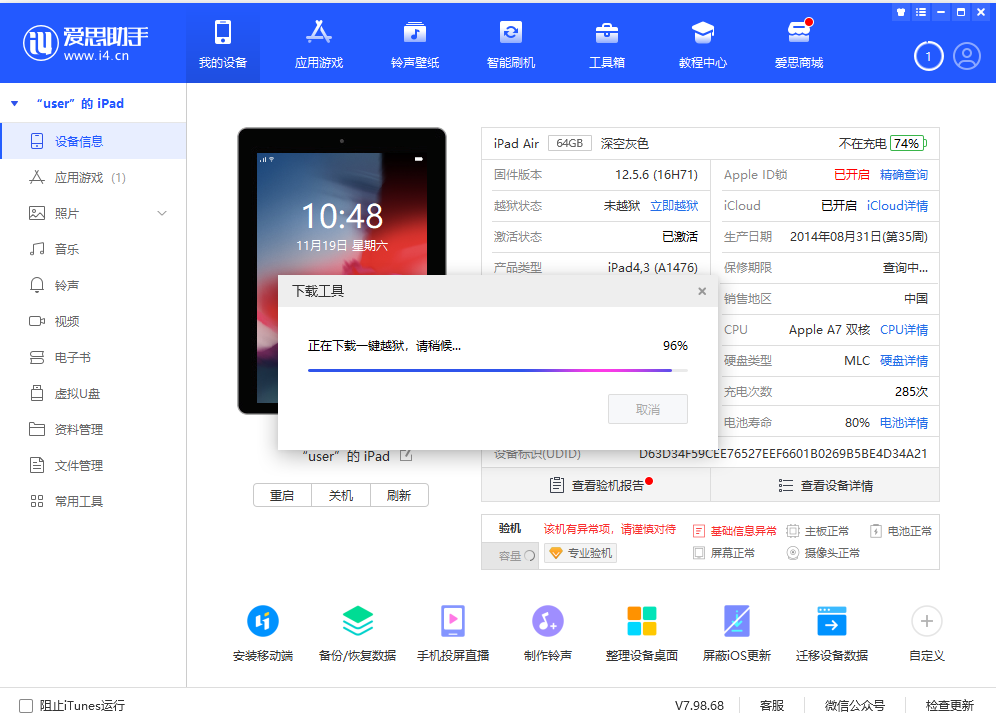 爱思助手
www.i4.cn
我的设备
应用游戏
铃声壁纸
智能刷机
工具箱
教程中心
爱思商城
1
“user”的 iPad
设备信息
应用游戏 (1)
照片
音乐
铃声
视频
电子书
虚拟U盘
资料管理
文件管理
常用工具
10:48
11月19日 星期六
“user”的 iPad
重启 关机 刷新
iPad Air 64GB 深空灰色 不在充电 74%
固件版本 12.5.6 (16H71) Apple ID锁 已开启 精确查询
越狱状态 未越狱 立即越狱 iCloud 已开启 iCloud详情
激活状态 已激活 生产日期 2014年08月31日(第35周)
产品类型 iPad4,3 (A1476) 保修期限 查询中...
销售地区 中国
CPU Apple A7 双核 CPU详情
硬盘类型 MLC 硬盘详情
充电次数 285次
电池寿命 80% 电池详情
设备标识(UDID) D63D34F59CEE76527EEF6601B0269B5BE4D34A21
查看验机报告 查看设备详情
下载工具
正在下载一键越狱, 请稍候... 96%
取消
验机 该机有异常项，请谨慎对待 基础信息异常 主板正常 电池正常
容量 专业验机 屏幕正常 摄像头正常
安装移动端
备份/恢复数据
手机投屏直播
制作铃声
整理设备桌面
屏蔽iOS更新
迁移设备数据
自定义
阻止iTunes运行 V7.98.68 客服 微信公众号 检查更新